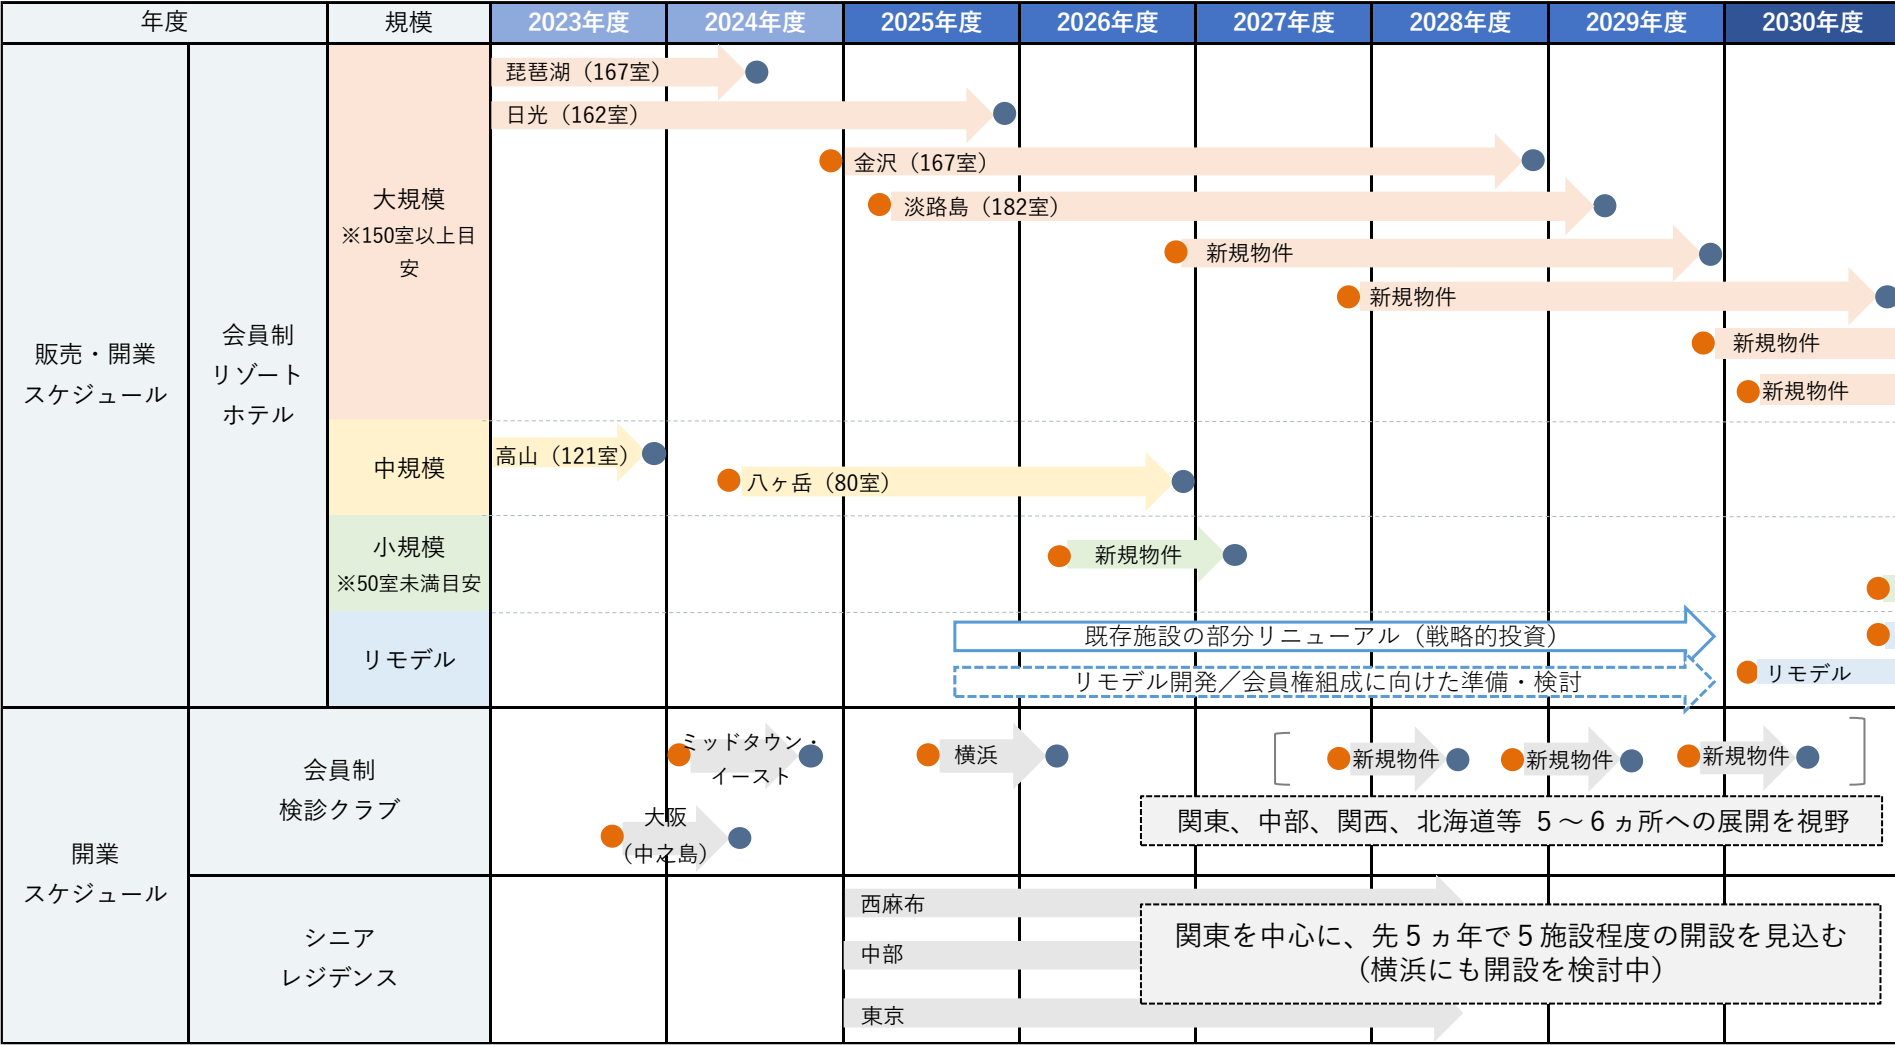 年度
規模
2023年度
2024年度
2025年度
2026年度
2027年度
2028年度
2029年度
2030年度
販売・開業
スケジュール
会員制
リゾート
ホテル
大規模
※150室以上目
安
琵琶湖（167室）
日光（162室）
金沢（167室）
淡路島（182室）
新規物件
新規物件
新規物件
新規物件
中規模
高山（121室）
八ヶ岳（80室）
小規模
※50室未満目安
新規物件
リモデル
既存施設の部分リニューアル（戦略的投資）
リモデル開発／会員権組成に向けた準備・検討
リモデル
開業
スケジュール
会員制
検診クラブ
ミッドタウン・
イースト
横浜
新規物件
新規物件
新規物件
大阪
（中之島）
関東、中部、関西、北海道等 ５～６ヵ所への展開を視野
シニア
レジデンス
西麻布
中部
東京
関東を中心に、先５ヵ年で５施設程度の開設を見込む
（横浜にも開設を検討中）